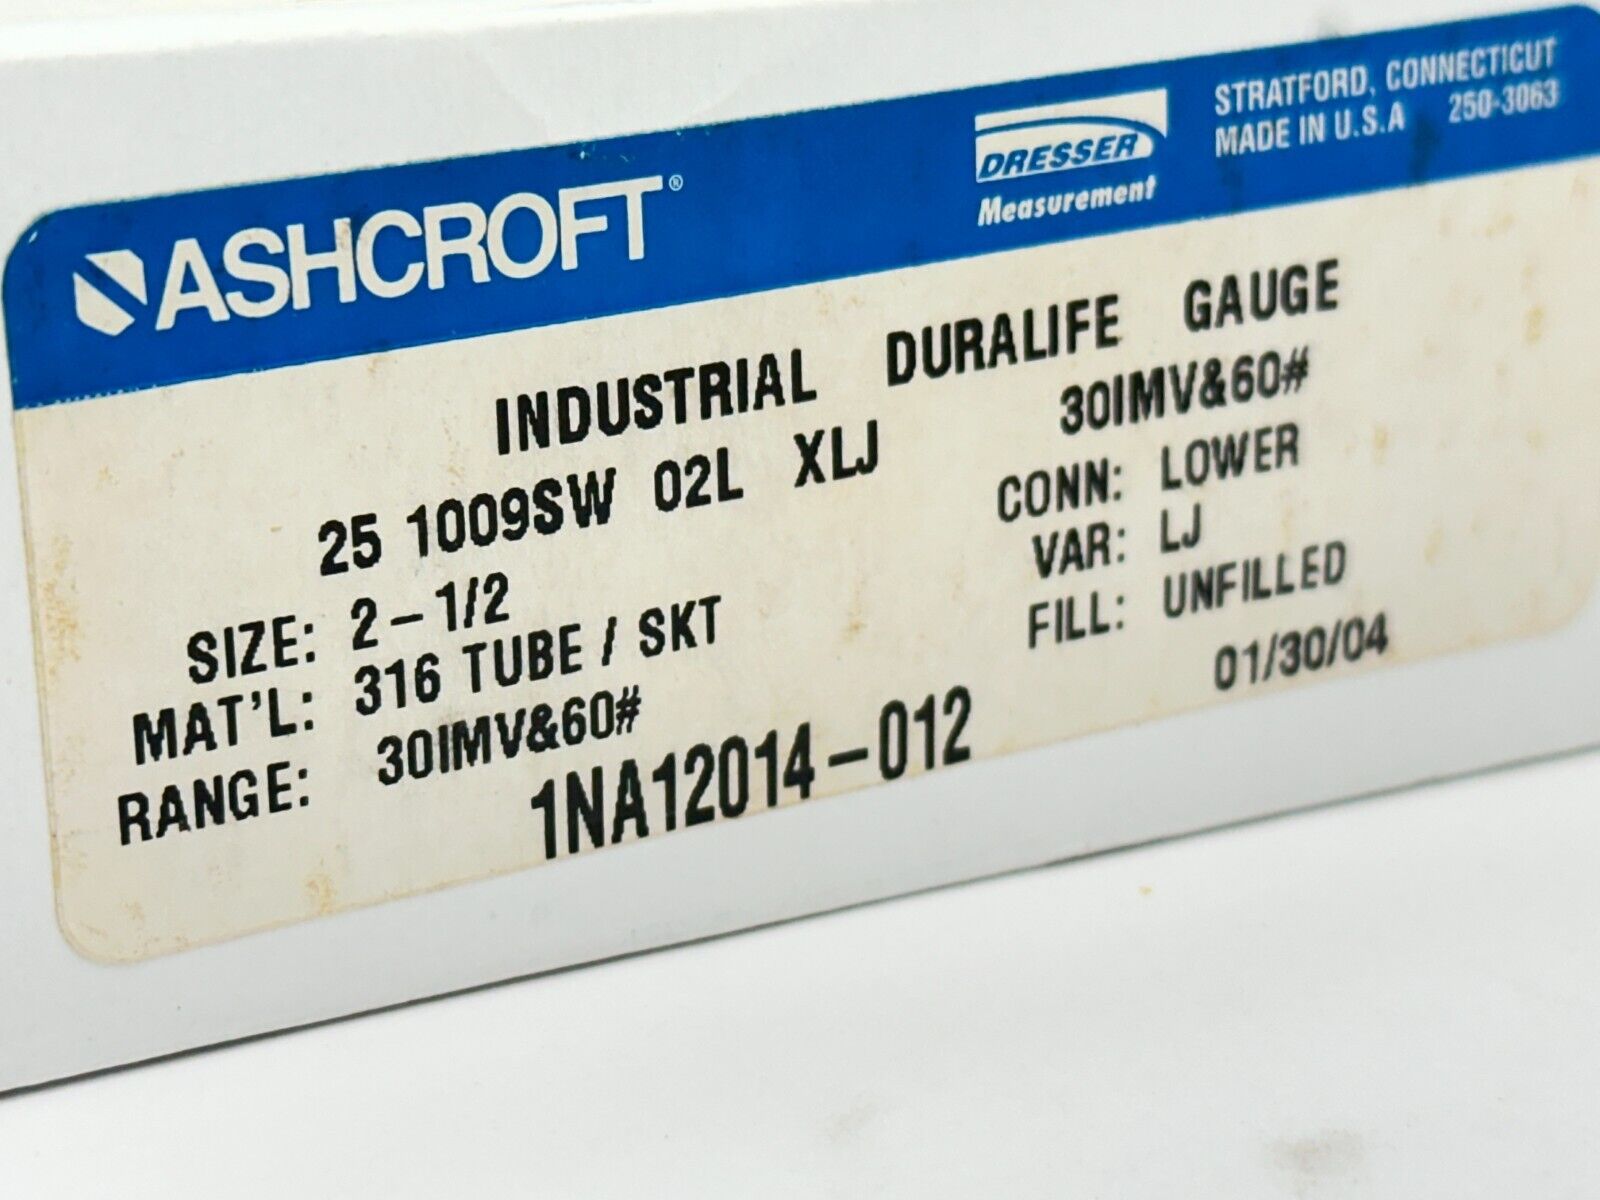 ASHCROFT®
DRESSER
Measurement
STRATFORD, CONNECTICUT
MADE IN U.S.A 250-3063
INDUSTRIAL DURALIFE GAUGE
25 1009SW 02L XLJ 30IMV&60#
SIZE: 2-1/2 CONN: LOWER
MAT'L: 316 TUBE / SKT VAR: LJ
RANGE: 30IMV&60# FILL: UNFILLED
1NA12014-012 01/30/04